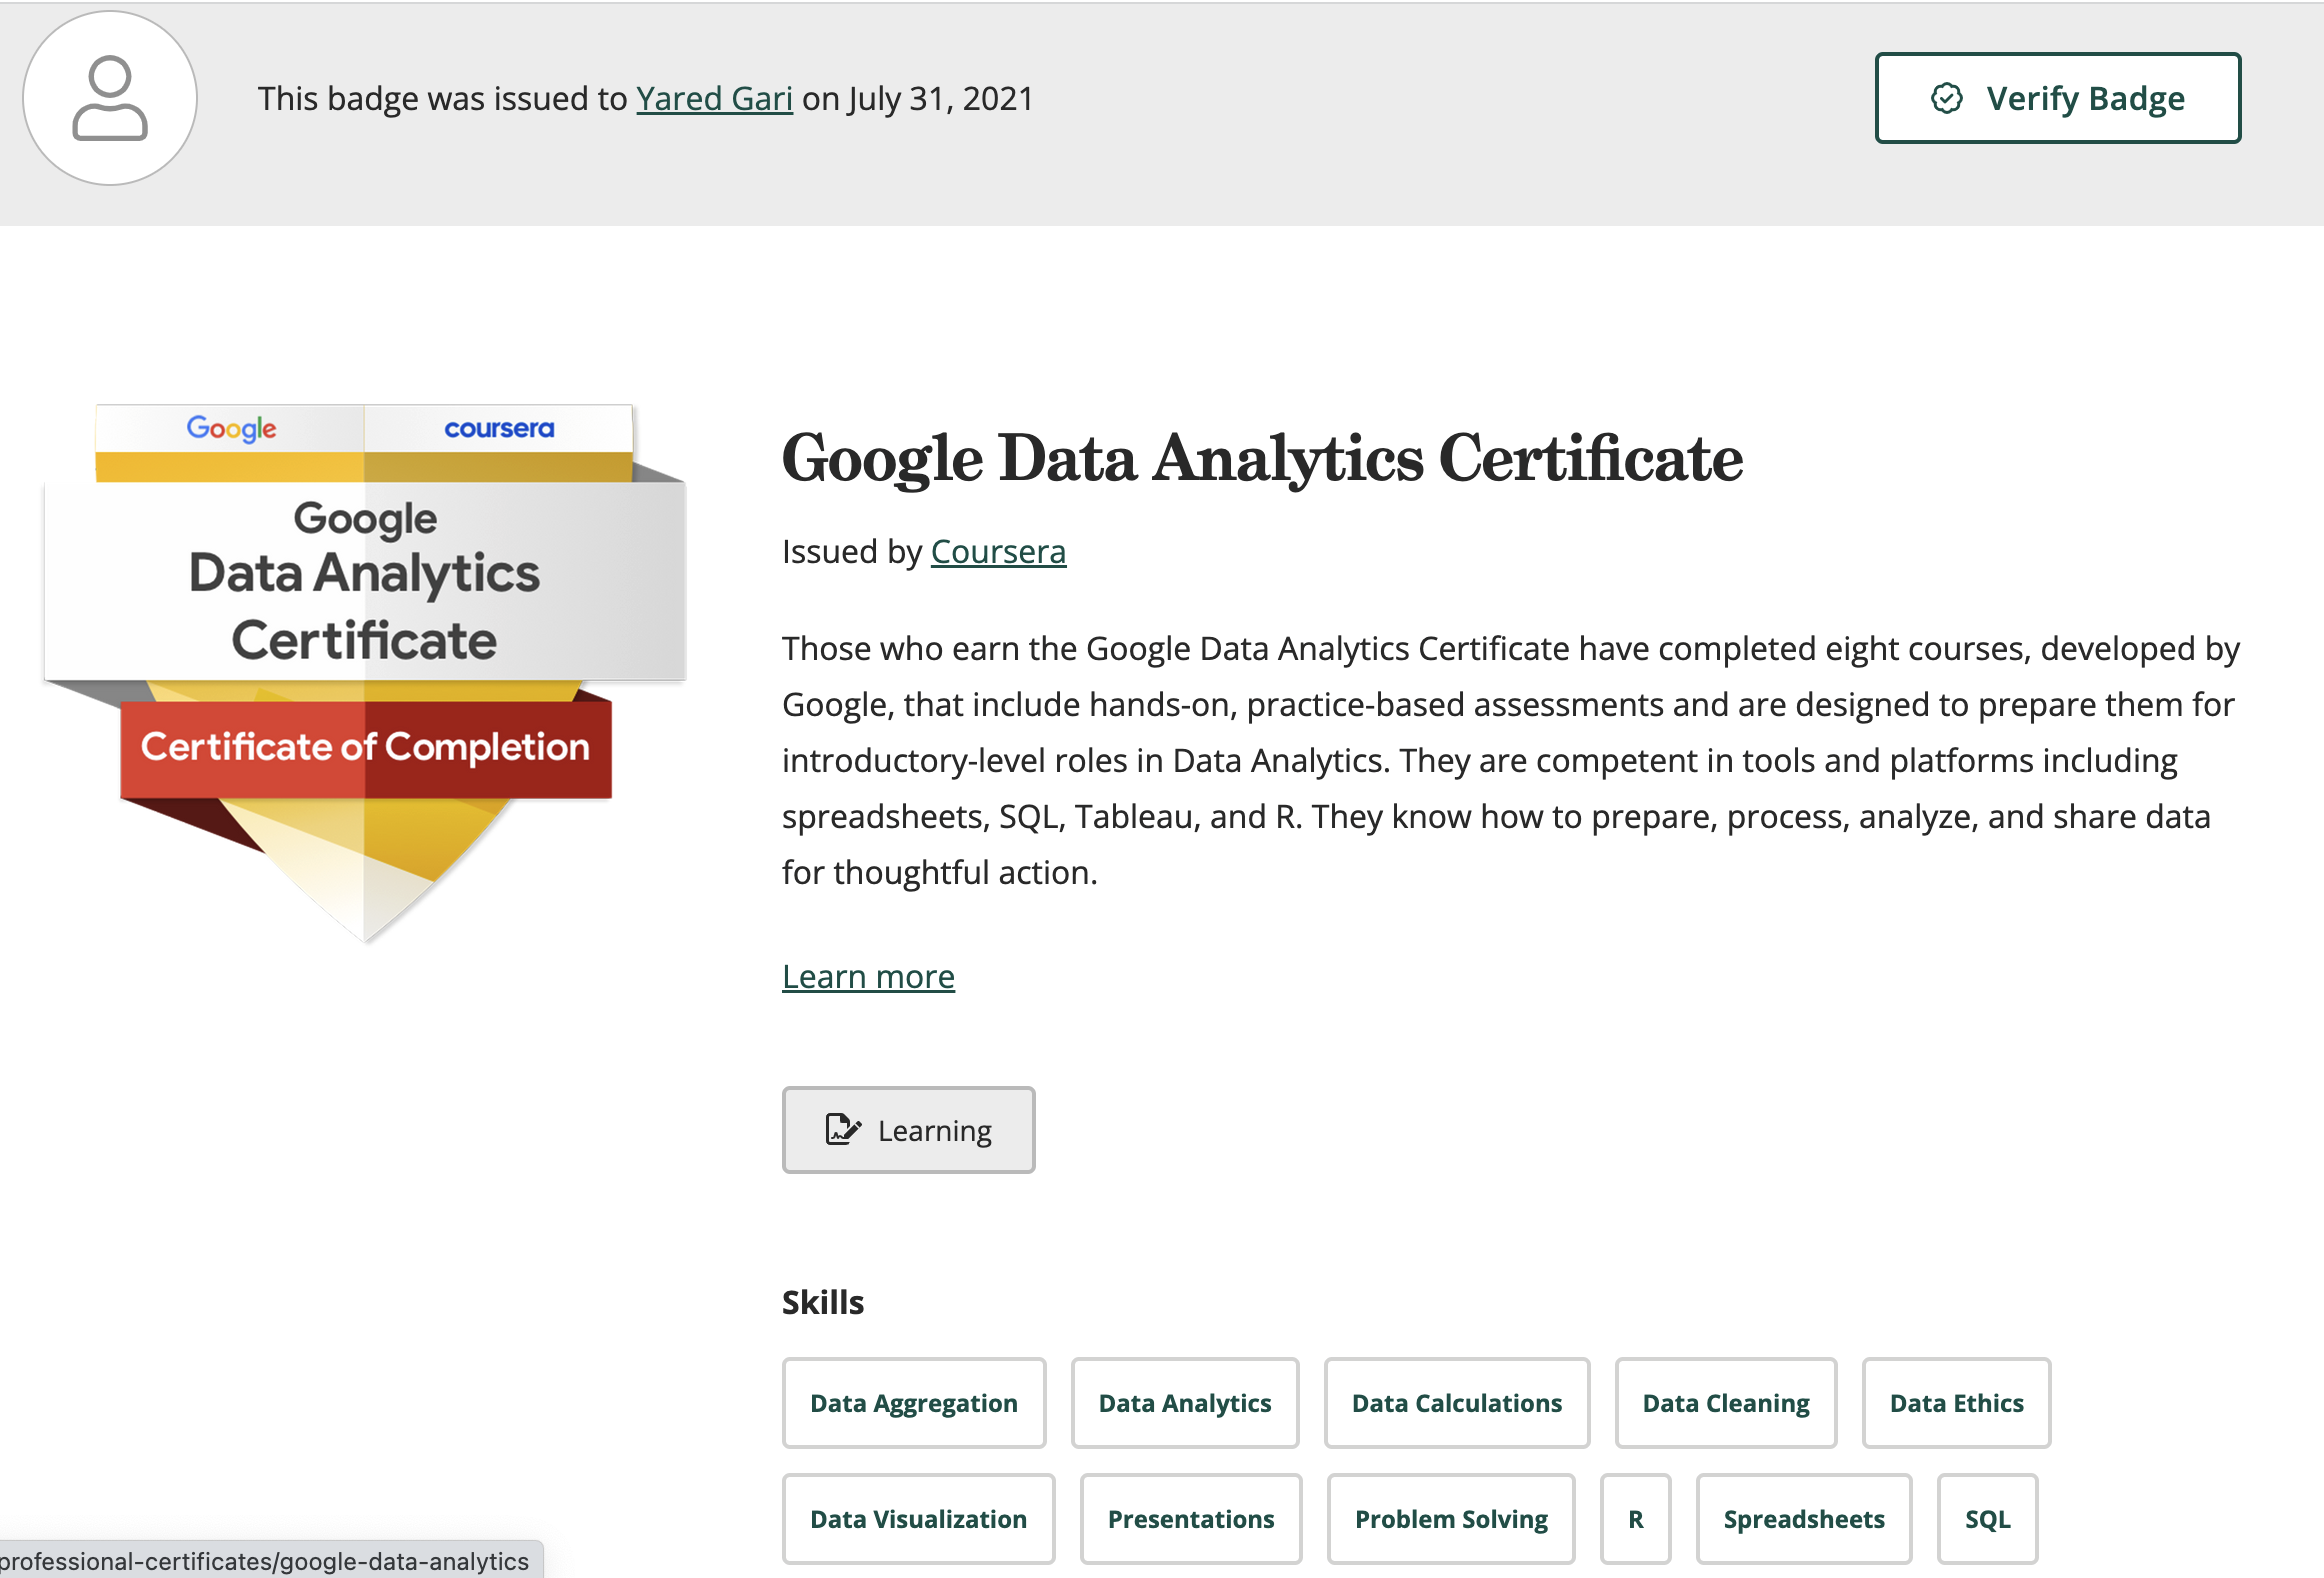 This badge was issued to Yared Gari on July 31, 2021
Verify Badge
Google
coursera
Google
Data Analytics
Certificate
Certificate of Completion
Google Data Analytics Certificate
Issued by Coursera
Those who earn the Google Data Analytics Certificate have completed eight courses, developed by
Google, that include hands-on, practice-based assessments and are designed to prepare them for
introductory-level roles in Data Analytics. They are competent in tools and platforms including
spreadsheets, SQL, Tableau, and R. They know how to prepare, process, analyze, and share data
for thoughtful action.
Learn more
Learning
Skills
Data Aggregation Data Analytics Data Calculations Data Cleaning Data Ethics
Data Visualization Presentations Problem Solving R Spreadsheets SQL
professional-certificates/google-data-analytics